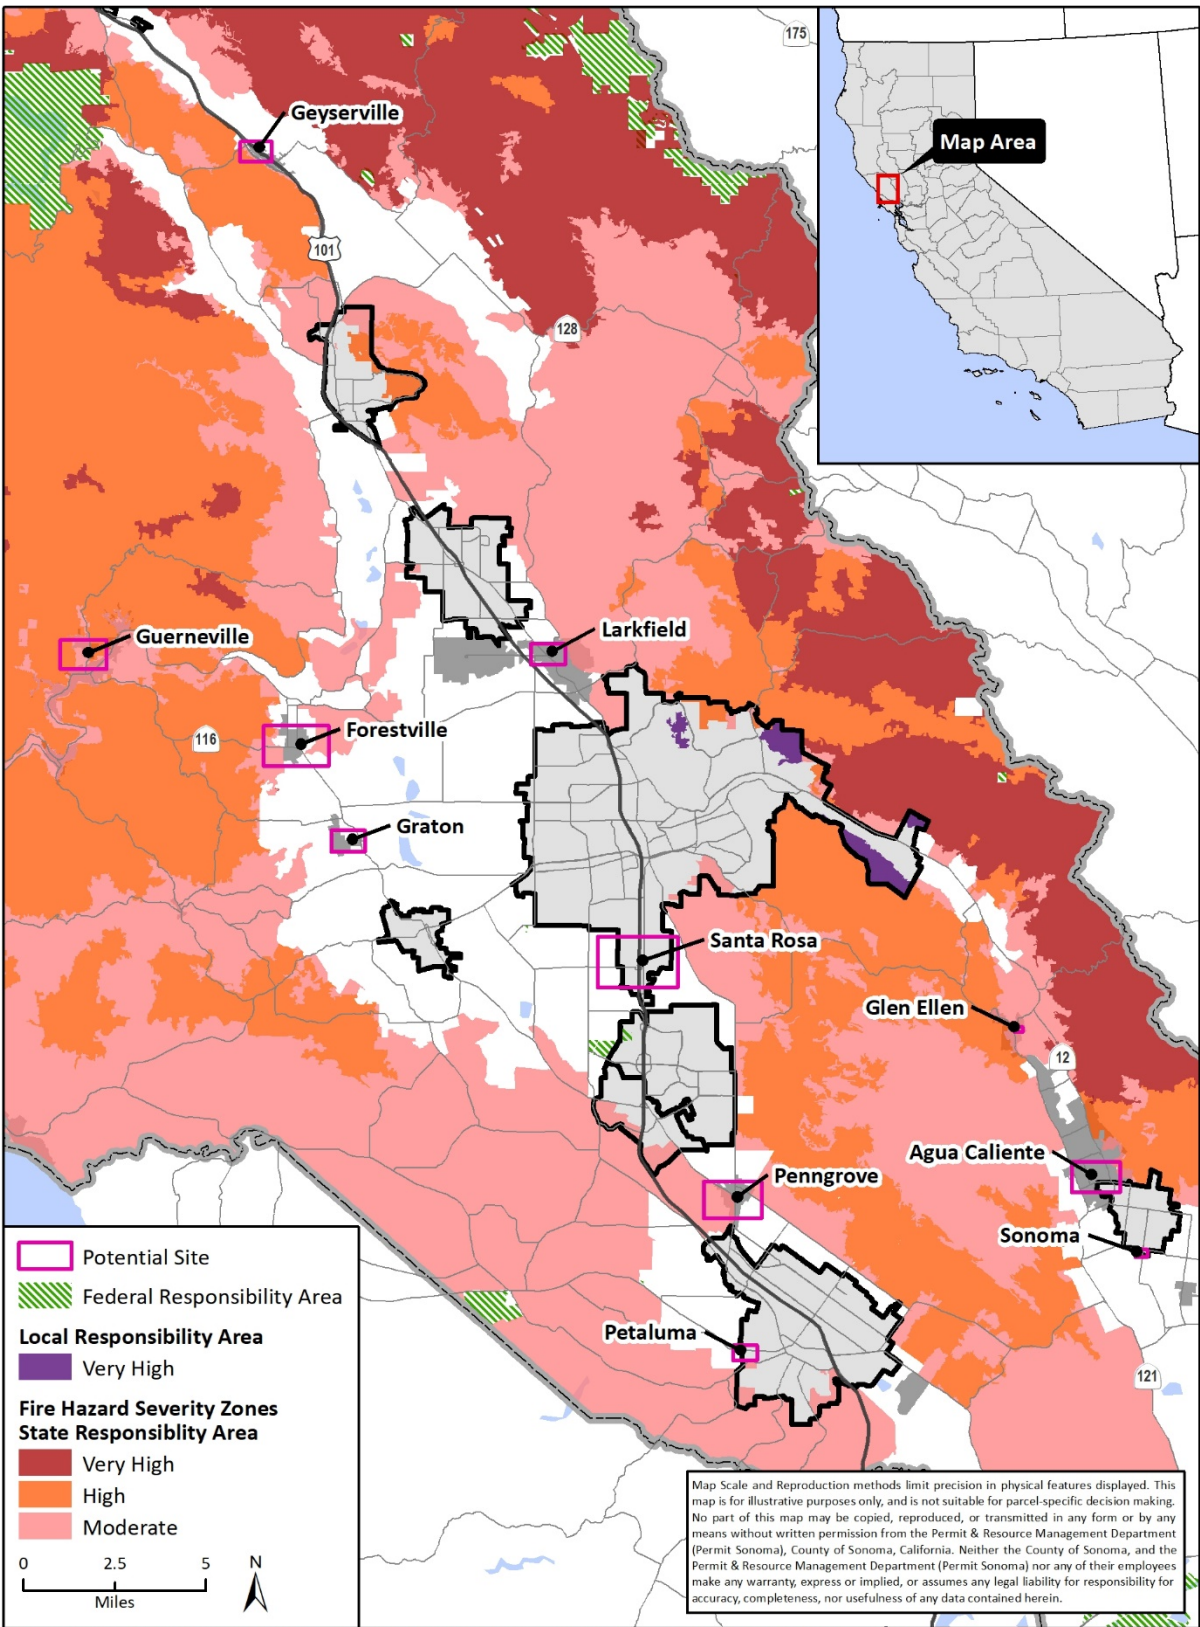 175
Geyserville
Map Area
101
128
Guerneville
Larkfield
Forestville
116
Graton
Santa Rosa
Glen Ellen
12
Agua Caliente
Penngrove
Sonoma
Petaluma
121
Potential Site
Federal Responsibility Area
Local Responsibility Area
Very High
Fire Hazard Severity Zones
State Responsiblity Area
Very High
High
Moderate
0 2.5 5
Miles
N
Map Scale and Reproduction methods limit precision in physical features displayed. This
map is for illustrative purposes only, and is not suitable for parcel-specific decision making.
No part of this map may be copied, reproduced, or transmitted in any form or by any
means without written permission from the Permit & Resource Management Department
(Permit Sonoma), County of Sonoma, California. Neither the County of Sonoma, and the
Permit & Resource Management Department (Permit Sonoma) nor any of their employees
make any warranty, express or implied, or assumes any legal liability for responsibility for
accuracy, completeness, nor usefulness of any data contained herein.